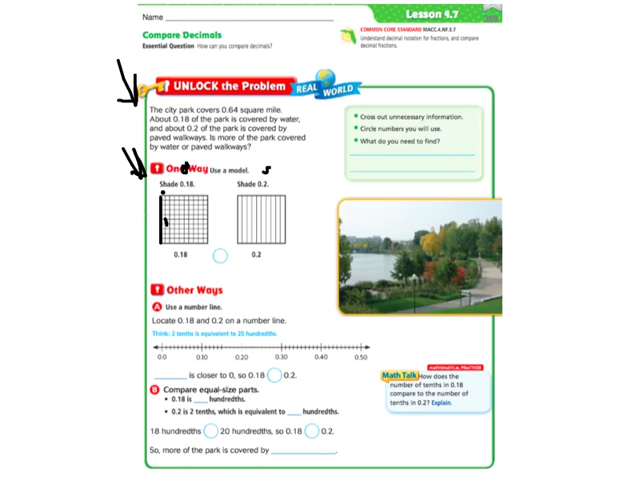 Name
Lesson 4.7
COMMON CORE STANDARD MACC.4.NF.3.7
Understand decimal notation for fractions, and compare
decimal fractions.
Compare Decimals
Essential Question How can you compare decimals?
UNLOCK the Problem REAL WORLD
The city park covers 0.64 square mile.
About 0.18 of the park is covered by water,
and about 0.2 of the park is covered by
paved walkways. Is more of the park covered
by water or paved walkways?
• Cross out unnecessary information.
• Circle numbers you will use.
• What do you need to find?
One Way Use a model.
Shade 0.18. Shade 0.2.
0.18 0.2
Other Ways
A Use a number line.
Locate 0.18 and 0.2 on a number line.
Think: 2 tenths is equivalent to 20 hundredths.
0.0 0.10 0.20 0.30 0.40 0.50
is closer to 0, so 0.18 0.2.
B Compare equal-size parts.
• 0.18 is hundredths.
• 0.2 is 2 tenths, which is equivalent to hundredths.
18 hundredths 20 hundredths, so 0.18 0.2.
So, more of the park is covered by .
MATHEMATICAL PRACTICES
Math Talk How does the
number of tenths in 0.18
compare to the number of
tenths in 0.2? Explain.